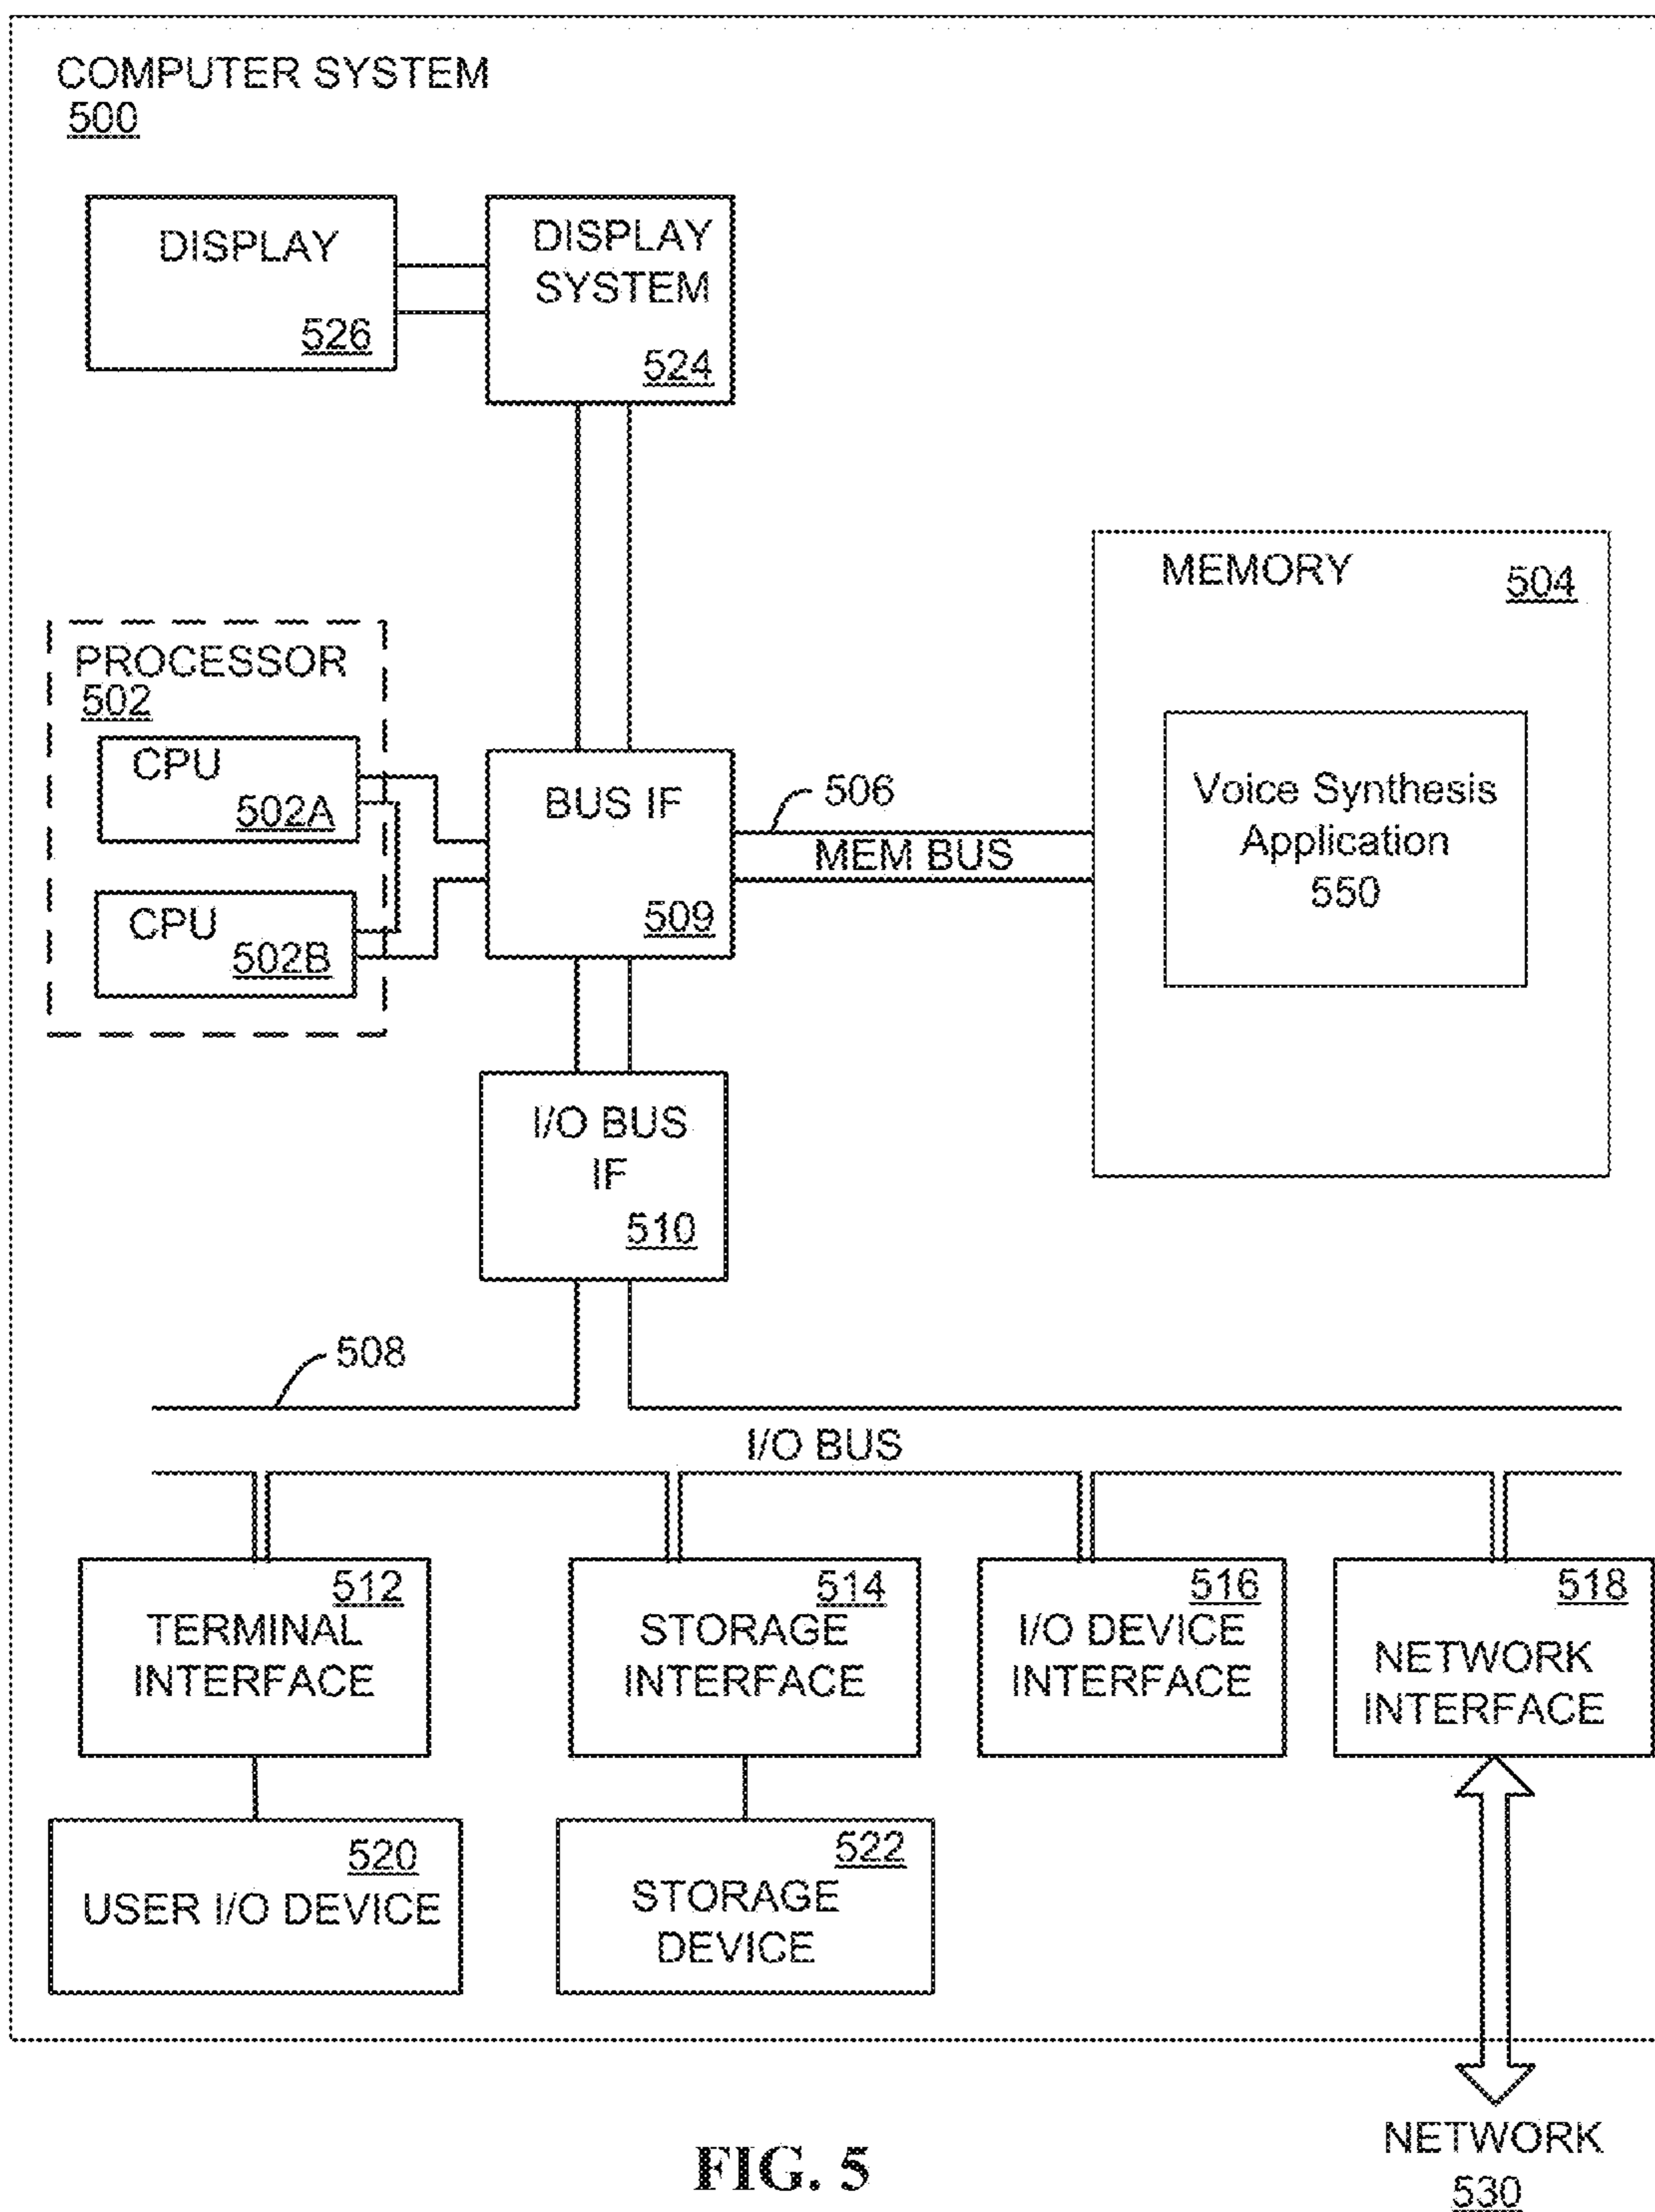 COMPUTER SYSTEM
500
DISPLAY
526
DISPLAY
SYSTEM
524
MEMORY
504
Voice Synthesis
Application
550
PROCESSOR
502
CPU
502A
CPU
502B
BUS IF
509
506
MEM BUS
I/O BUS
IF
510
508
I/O BUS
512
TERMINAL
INTERFACE
514
STORAGE
INTERFACE
516
I/O DEVICE
INTERFACE
518
NETWORK
INTERFACE
520
USER I/O DEVICE
522
STORAGE
DEVICE
NETWORK
530
FIG. 5